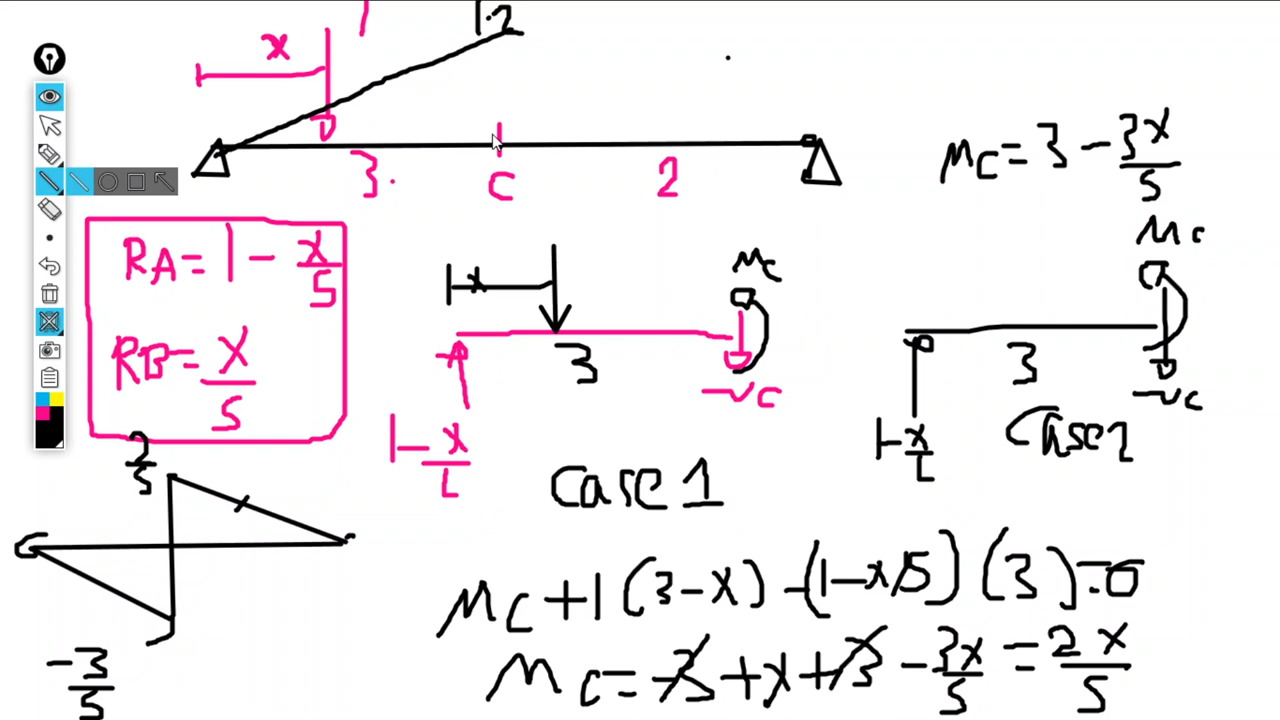 1.2
x
3.
C
2
MC = 3 - 3x/5
RA = 1 - x/5
RB = x/5
x
MC
3
1 - x/L
-VC
Case 1
MC
3
1 - x/L
-VC
Case 2
2/5
-3/5
MC + 1 (3 - x) - (1 - x/5) (3) = 0
MC = -3 + x + 3 - 3x/5 = 2x/5